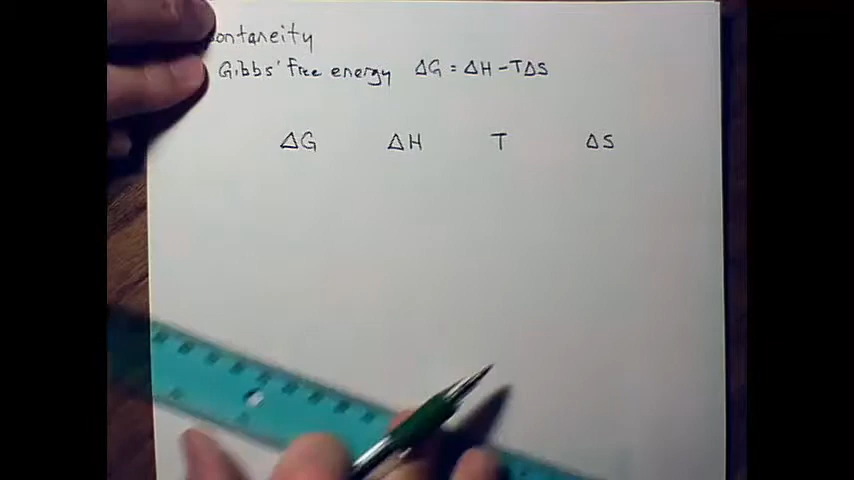 ontaneity
Gibbs' free energy ΔG = ΔH - TΔS
ΔG ΔH T ΔS